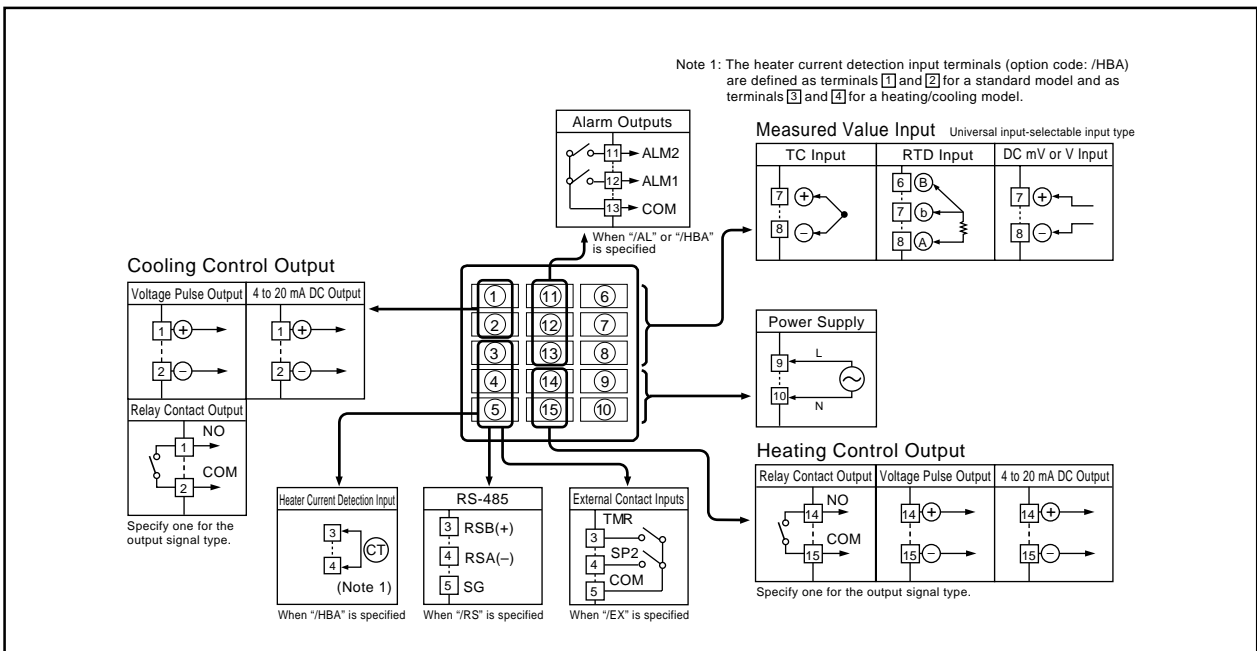 Note 1: The heater current detection input terminals (option code: /HBA)
are defined as terminals 1 and 2 for a standard model and as
terminals 3 and 4 for a heating/cooling model.
Alarm Outputs
11 ALM2
12 ALM1
13 COM
When “/AL” or “/HBA”
is specified
Measured Value Input Universal input-selectable input type
TC Input RTD Input DC mV or V Input
7 +
8 −
6 B
7 b
8 A
7 +
8 −
Cooling Control Output
Voltage Pulse Output 4 to 20 mA DC Output
1 + 1 +
2 − 2 −
Relay Contact Output
NO
1
COM
2
Specify one for the
output signal type.
1 11 6
2 12 7
3 13 8
4 14 9
5 15 10
Power Supply
9 L
10 N
Heating Control Output
Relay Contact Output Voltage Pulse Output 4 to 20 mA DC Output
NO
14 14 + 14 +
COM
15 15 − 15 −
Specify one for the output signal type.
Heater Current Detection Input
3
CT
4
(Note 1)
When “/HBA” is specified
RS-485
3 RSB(+)
4 RSA(−)
5 SG
When “/RS” is specified
External Contact Inputs
TMR
3
SP2
4
COM
5
When “/EX” is specified